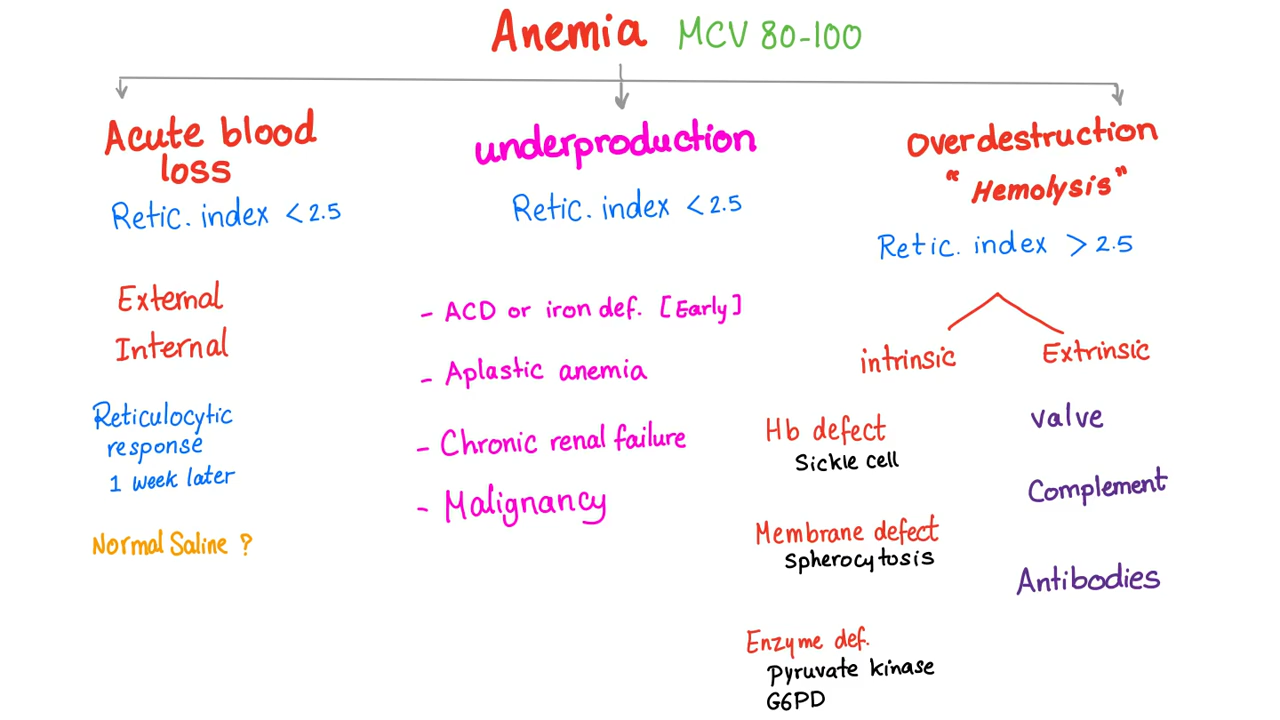 Anemia MCV 80-100
Acute blood
loss
Retic. index < 2.5
External
Internal
Reticulocytic
response
1 week later
Normal Saline ?
underproduction
Retic. index < 2.5
- ACD or iron def. [Early]
- Aplastic anemia
- Chronic renal failure
- Malignancy
Overdestruction
"Hemolysis"
Retic. index > 2.5
intrinsic
Hb defect
Sickle cell
Membrane defect
Spherocytosis
Enzyme def.
Pyruvate kinase
G6PD
Extrinsic
Valve
Complement
Antibodies